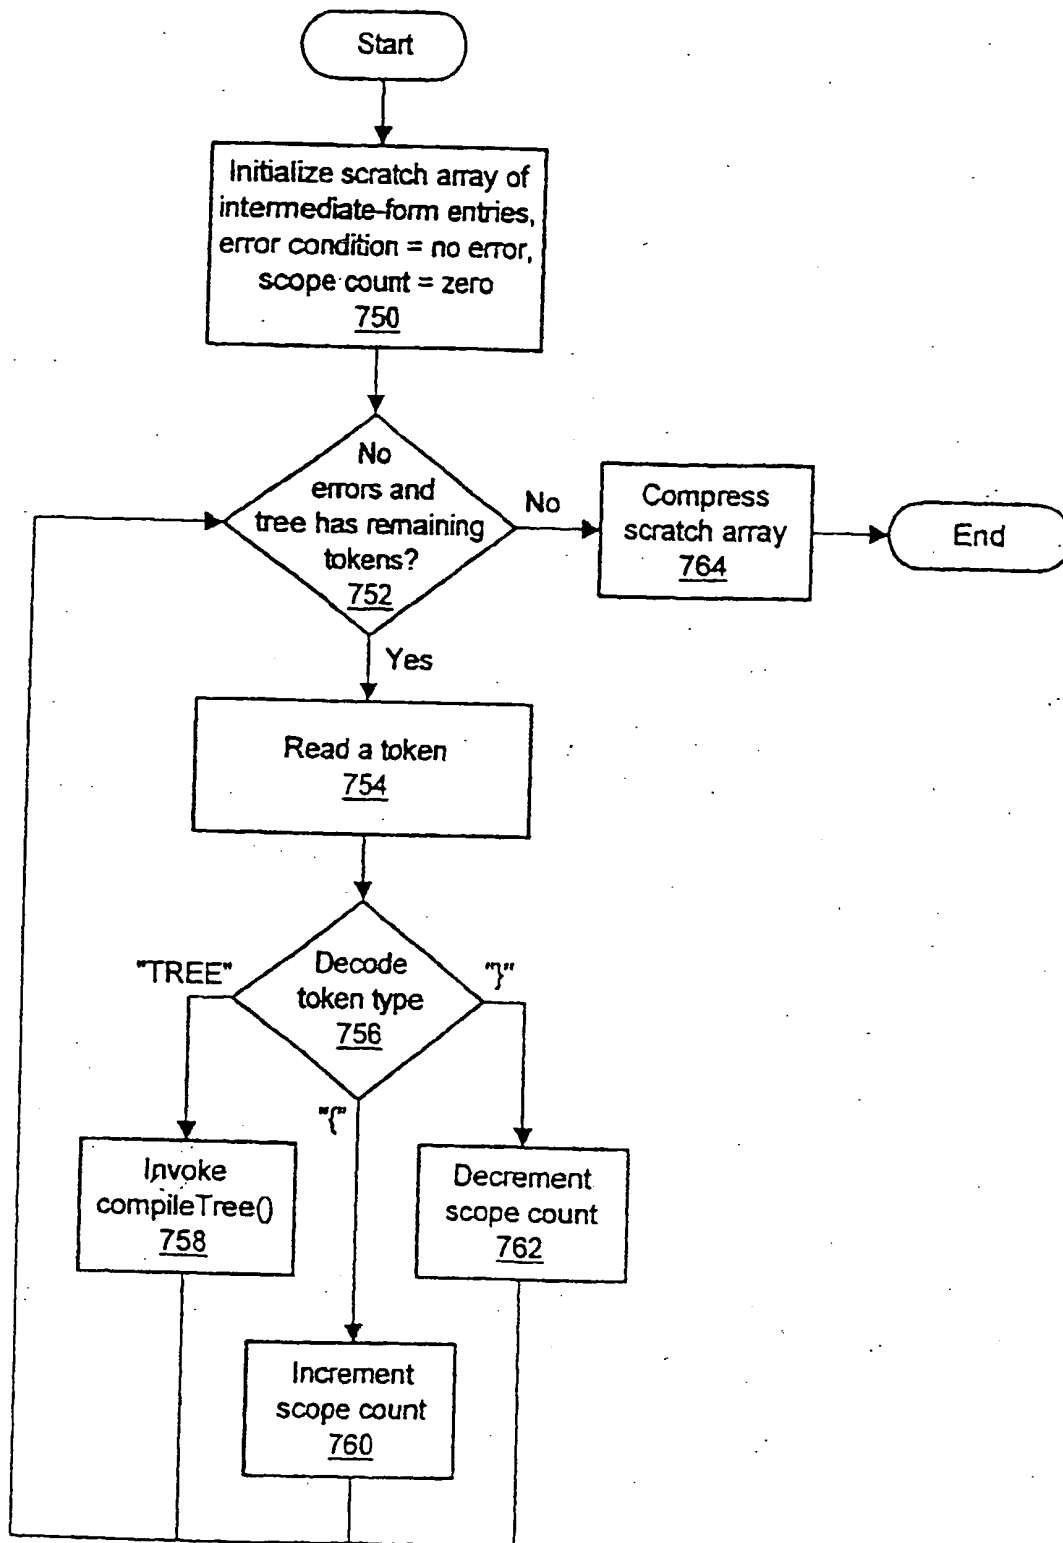 Start
Initialize scratch array of
intermediate-form entries,
error condition = no error,
scope count = zero
750
No
errors and
tree has remaining
tokens?
752
No
Compress
scratch array
764
End
Yes
Read a token
754
"TREE"
Decode
token type
756
"}"
"{"
Invoke
compileTree()
758
Decrement
scope count
762
Increment
scope count
760